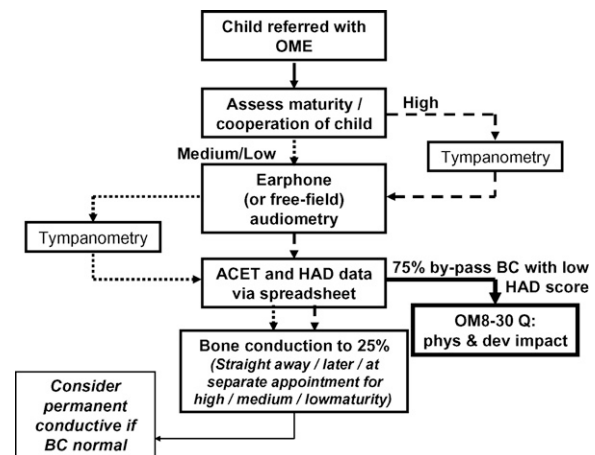 Child referred with
OME
Assess maturity /
cooperation of child
High
Medium/Low
Tympanometry
Earphone
(or free-field)
audiometry
Tympanometry
ACET and HAD data
via spreadsheet
75% by-pass BC with low
HAD score
OM8-30 Q:
phys & dev impact
Bone conduction to 25%
(Straight away / later / at
separate appointment for
high / medium / lowmaturity)
Consider
permanent
conductive if
BC normal